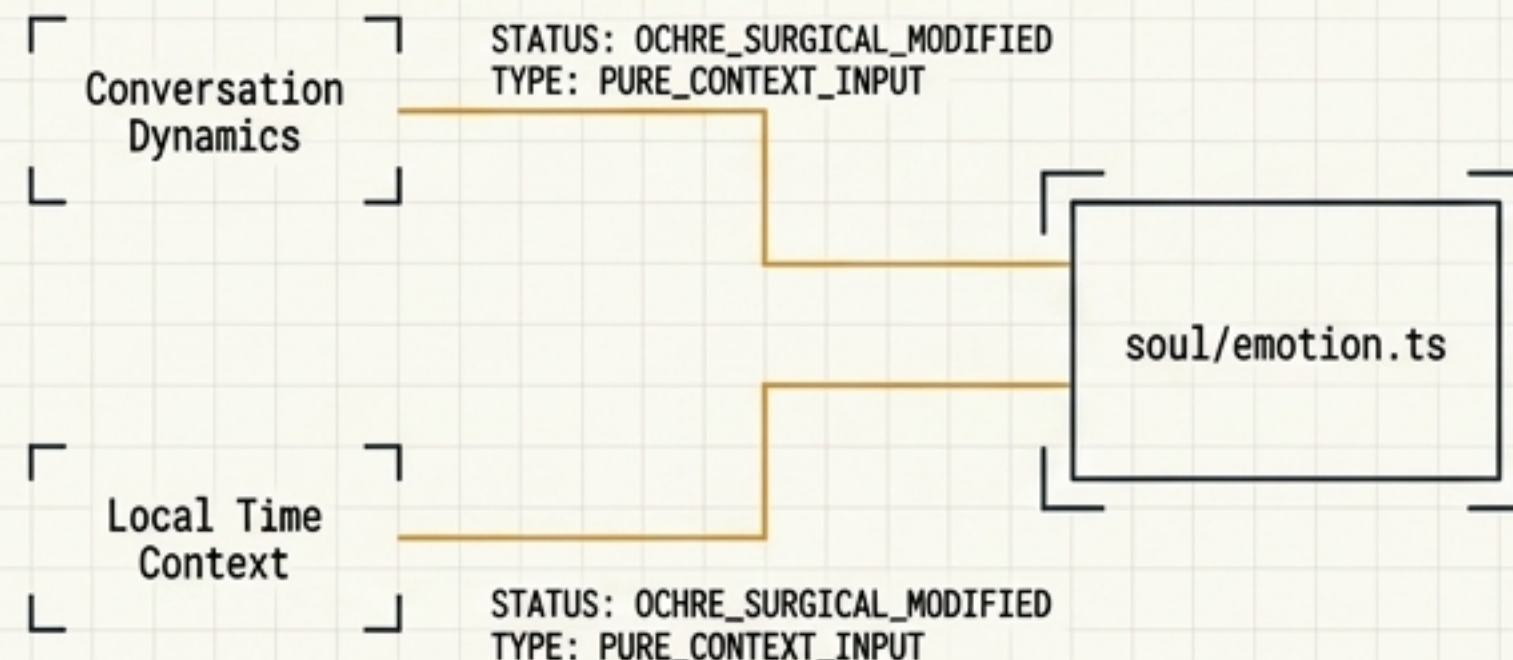 STATUS: OCHRE_SURGICAL_MODIFIED
TYPE: PURE_CONTEXT_INPUT
Conversation
Dynamics
soul/emotion.ts
Local Time
Context
STATUS: OCHRE_SURGICAL_MODIFIED
TYPE: PURE_CONTEXT_INPUT